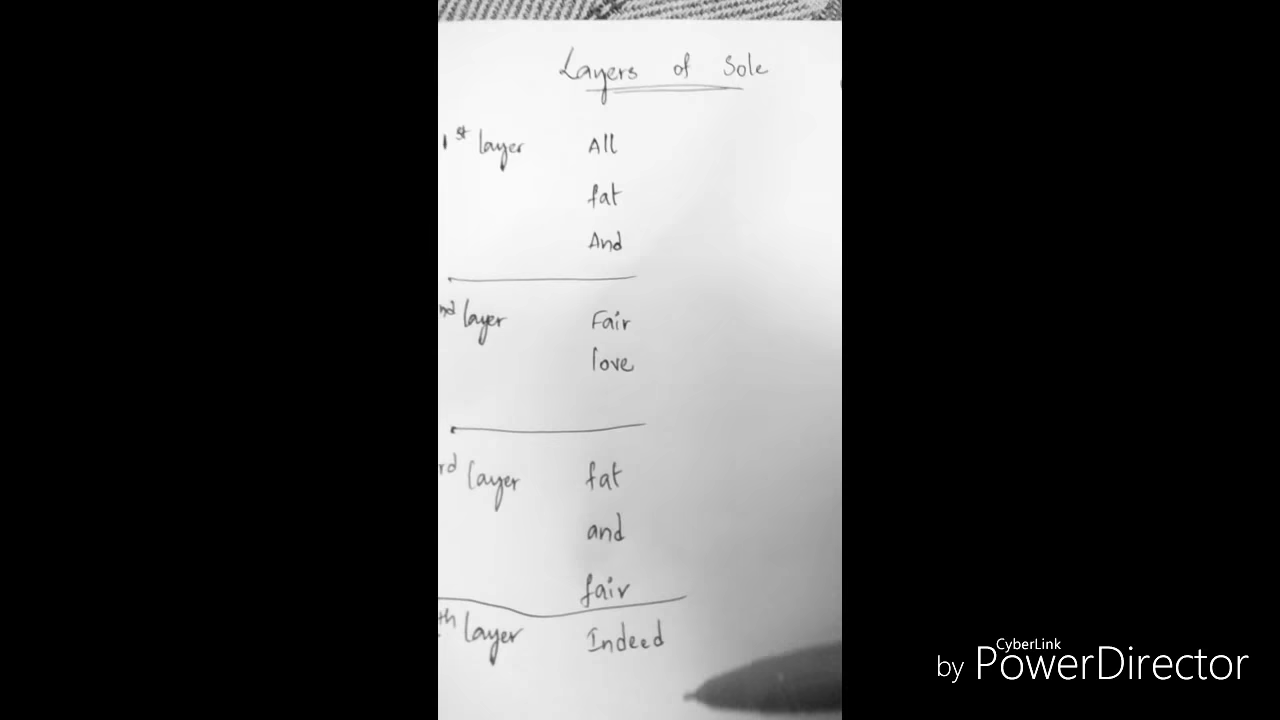 Layers of Sole
1st layer All
fat
And
nd layer Fair
love
rd layer fat
and
fair
th layer Indeed
CyberLink
by PowerDirector